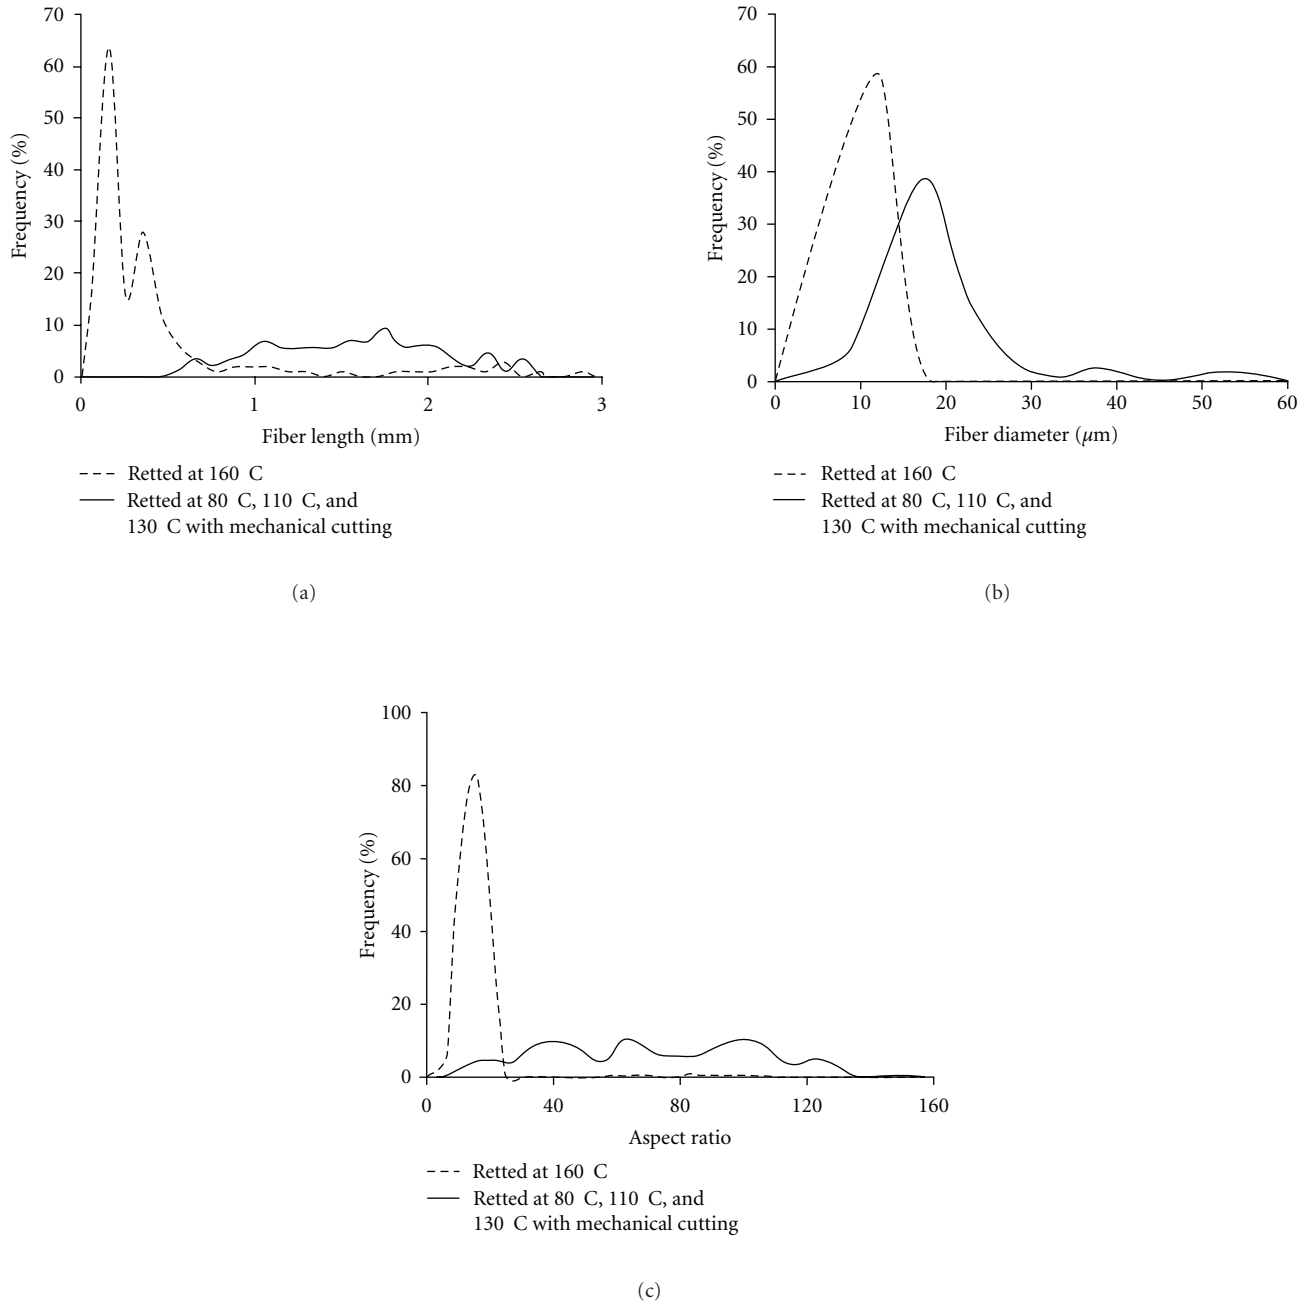 70
60
50
40
30
20
10
0
Frequency (%)
0 1 2 3
Fiber length (mm)
Retted at 160 C
Retted at 80 C, 110 C, and
130 C with mechanical cutting
(a)
70
60
50
40
30
20
10
0
Frequency (%)
0 10 20 30 40 50 60
Fiber diameter (μm)
Retted at 160 C
Retted at 80 C, 110 C, and
130 C with mechanical cutting
(b)
100
80
60
40
20
0
Frequency (%)
0 40 80 120 160
Aspect ratio
Retted at 160 C
Retted at 80 C, 110 C, and
130 C with mechanical cutting
(c)